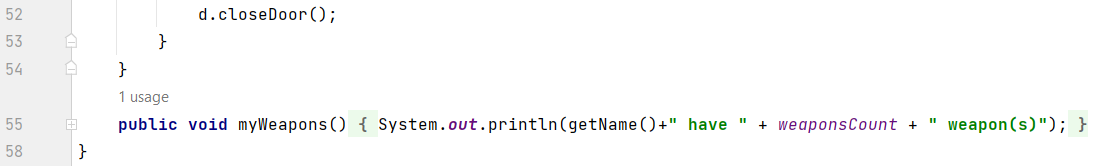 52 d.closeDoor();
53 }
54 }
1 usage
55 public void myWeapons() { System.out.println(getName()+" have " + weaponsCount + " weapon(s)"); }
58 }